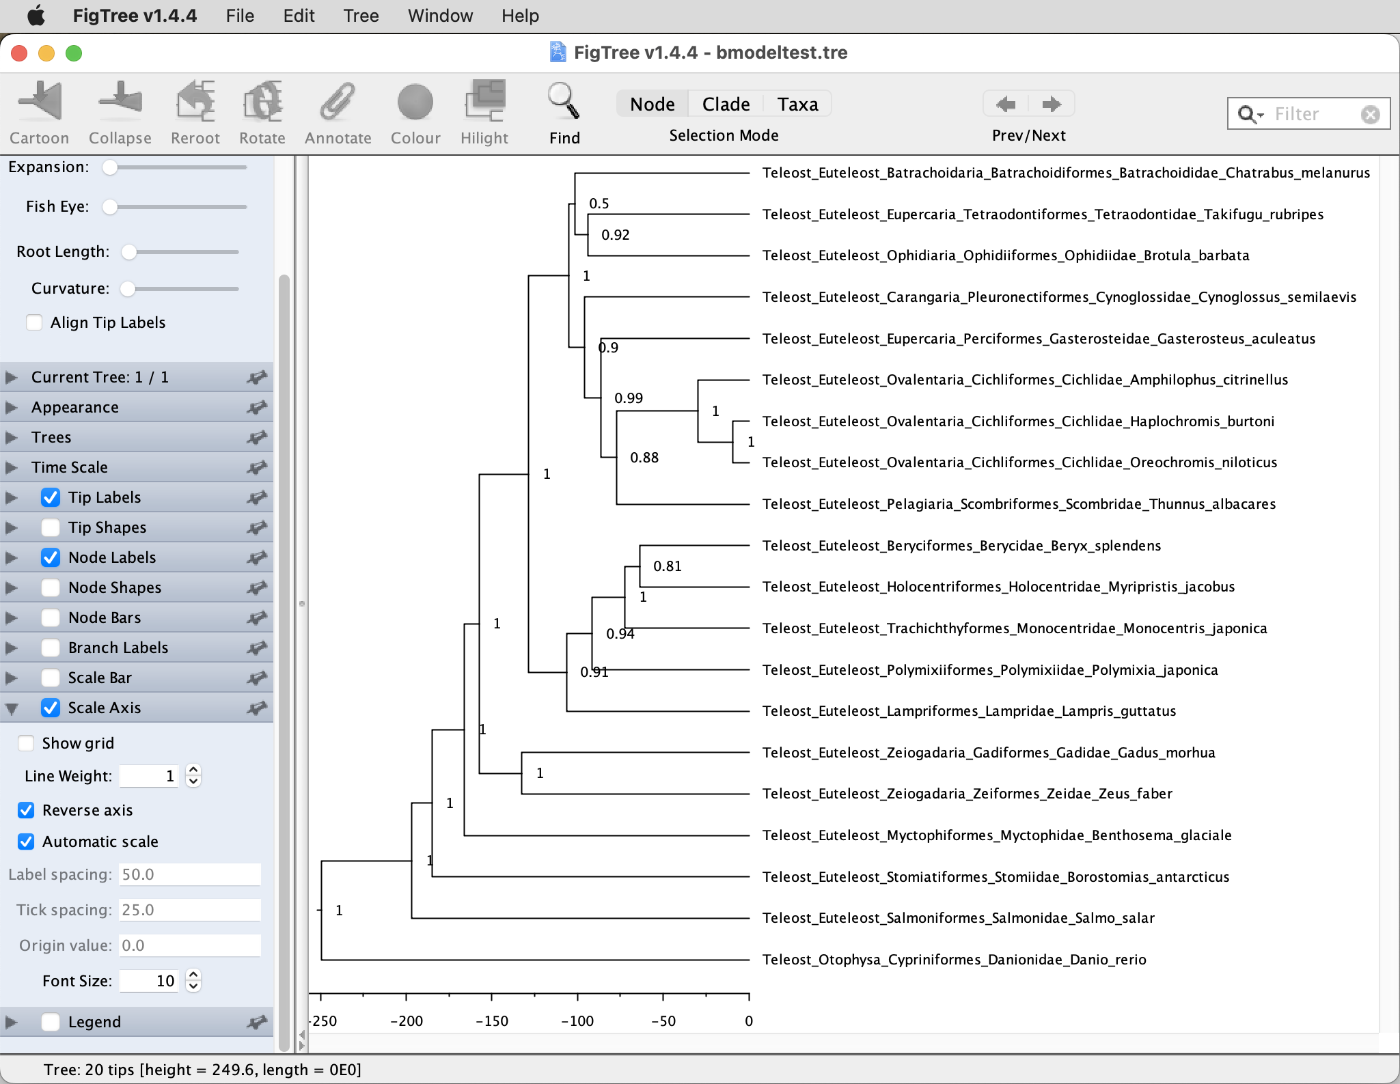 FigTree v1.4.4 File Edit Tree Window Help
FigTree v1.4.4 - bmodeltest.tre
Cartoon Collapse Reroot Rotate Annotate Colour Hilight Find
Node Clade Taxa
Selection Mode
Prev/Next
Filter
Expansion:
Fish Eye:
Root Length:
Curvature:
Align Tip Labels
Current Tree: 1 / 1
Appearance
Trees
Time Scale
Tip Labels
Tip Shapes
Node Labels
Node Shapes
Node Bars
Branch Labels
Scale Bar
Scale Axis
Show grid
Line Weight: 1
Reverse axis
Automatic scale
Label spacing: 50.0
Tick spacing: 25.0
Origin value: 0.0
Font Size: 10
Legend
Teleost_Euteleost_Batrachoidaria_Batrachoidiformes_Batrachoididae_Chatrabus_melanurus
0.5
Teleost_Euteleost_Eupercaria_Tetraodontiformes_Tetraodontidae_Takifugu_rubripes
0.92
Teleost_Euteleost_Ophidiaria_Ophidiiformes_Ophidiidae_Brotula_barbata
1
Teleost_Euteleost_Carangaria_Pleuronectiformes_Cynoglossidae_Cynoglossus_semilaevis
Teleost_Euteleost_Eupercaria_Perciformes_Gasterosteidae_Gasterosteus_aculeatus
0.9
Teleost_Euteleost_Ovalentaria_Cichliformes_Cichlidae_Amphilophus_citrinellus
0.99
1
Teleost_Euteleost_Ovalentaria_Cichliformes_Cichlidae_Haplochromis_burtoni
1
0.88
Teleost_Euteleost_Ovalentaria_Cichliformes_Cichlidae_Oreochromis_niloticus
1
Teleost_Euteleost_Pelagiaria_Scombriformes_Scombridae_Thunnus_albacares
Teleost_Euteleost_Beryciformes_Berycidae_Beryx_splendens
0.81
Teleost_Euteleost_Holocentriformes_Holocentridae_Myripristis_jacobus
1
1
Teleost_Euteleost_Trachichthyformes_Monocentridae_Monocentris_japonica
0.94
Teleost_Euteleost_Polymixiiformes_Polymixiidae_Polymixia_japonica
0.91
Teleost_Euteleost_Lampriformes_Lampridae_Lampris_guttatus
1
Teleost_Euteleost_Zeiogadaria_Gadiformes_Gadidae_Gadus_morhua
1
Teleost_Euteleost_Zeiogadaria_Zeiformes_Zeidae_Zeus_faber
1
Teleost_Euteleost_Myctophiformes_Myctophidae_Benthosema_glaciale
1
Teleost_Euteleost_Stomiatiformes_Stomiidae_Borostomias_antarcticus
1
Teleost_Euteleost_Salmoniformes_Salmonidae_Salmo_salar
Teleost_Otophysa_Cypriniformes_Danionidae_Danio_rerio
-250 -200 -150 -100 -50 0
Tree: 20 tips [height = 249.6, length = 0E0]